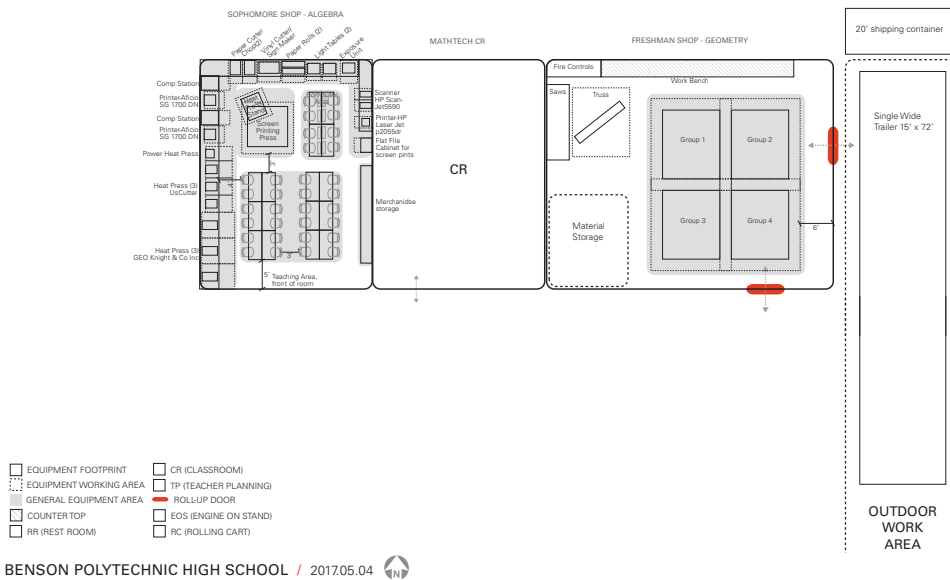 SOPHOMORE SHOP - ALGEBRA
MATHTECH CR
FRESHMAN SHOP - GEOMETRY
20' shipping container
Paper Cutter
Chop(2)
Vinyl Cutter/
Sign Maker
Paper Rolls (2)
Light Tables (2)
Exposure
Unit
Fire Controls
Work Bench
Comp Station
Printer-Aficio
SG 1700 DN
Comp Station
Printer-Aficio
SG 1700 DN
Power Heat Press
Heat Press (3)
UsCutter
Heat Press (3)
GEO Knight & Co Inc
Screen
Printing
Press
3'
4'
3'
5'
Teaching Area,
front of room
Scanner
HP Scan-
Jet5590
Printer-HP
Laser Jet
p2055dr
Flat File
Cabinet for
screen pints
Merchanidse
storage
CR
Saws
Truss
Material
Storage
Group 1
Group 2
Group 3
Group 4
6'
Single Wide
Trailer 15' x 72'
OUTDOOR
WORK
AREA
EQUIPMENT FOOTPRINT
EQUIPMENT WORKING AREA
GENERAL EQUIPMENT AREA
COUNTER TOP
RR (REST ROOM)
CR (CLASSROOM)
TP (TEACHER PLANNING)
ROLL-UP DOOR
EOS (ENGINE ON STAND)
RC (ROLLING CART)
BENSON POLYTECHNIC HIGH SCHOOL / 2017.05.04
N